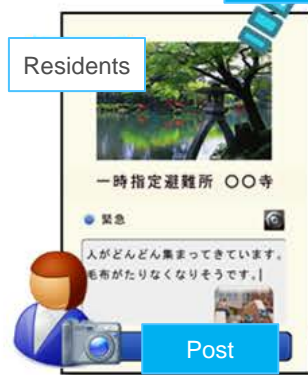 Residents
一時指定避難所 〇〇寺
緊急
人がどんどん集まってきています。
毛布がたりなくなりそうです。|
Post